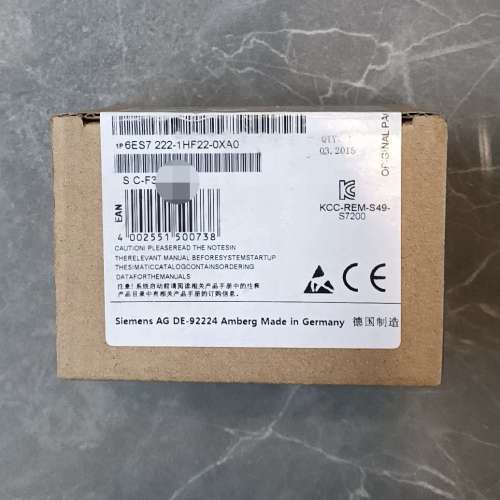 1P 6ES7 222-1HF22-0XA0
QTY:
Q3.2016
ORIGINAL PA
S C-F3
KCC-REM-S49-
S7200
EAN
4 002551 500738
CAUTION! PLEASEREAD THE NOTESIN
THERELEVANT MANUAL BEFORESYSTEMSTARTUP
THESIMATICCATALOGCONTAINSORDERING
DATAFORTHEMANUALS
注意!系统启动前请阅读相关产品手册中的注释
产品目录中有相关产品手册的订购信息
CE
Siemens AG DE-92224 Amberg Made in Germany 德国制造